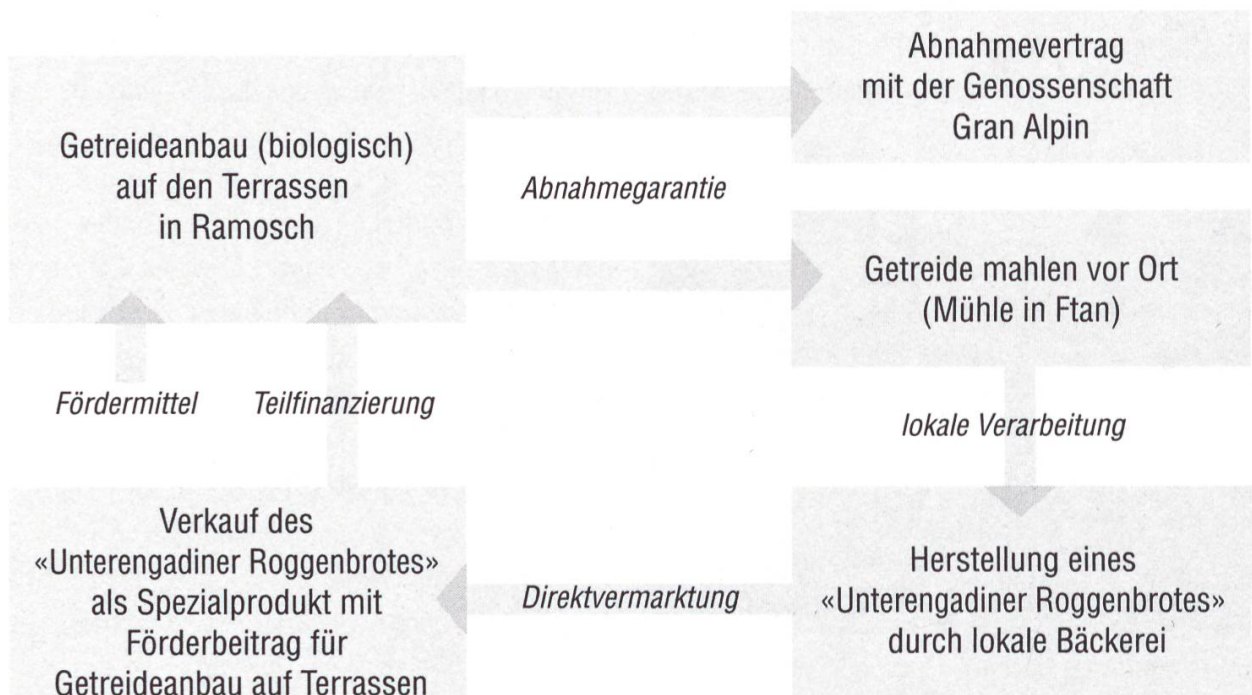 Getreideanbau (biologisch)
auf den Terrassen
in Ramosch
Abnahmegarantie
Abnahmevertrag
mit der Genossenschaft
Gran Alpin
Getreide mahlen vor Ort
(Mühle in Ftan)
Fördermittel
Teilfinanzierung
lokale Verarbeitung
Verkauf des
«Unterengadiner Roggenbrotes»
als Spezialprodukt mit
Förderbeitrag für
Getreideanbau auf Terrassen
Direktvermarktung
Herstellung eines
«Unterengadiner Roggenbrotes»
durch lokale Bäckerei